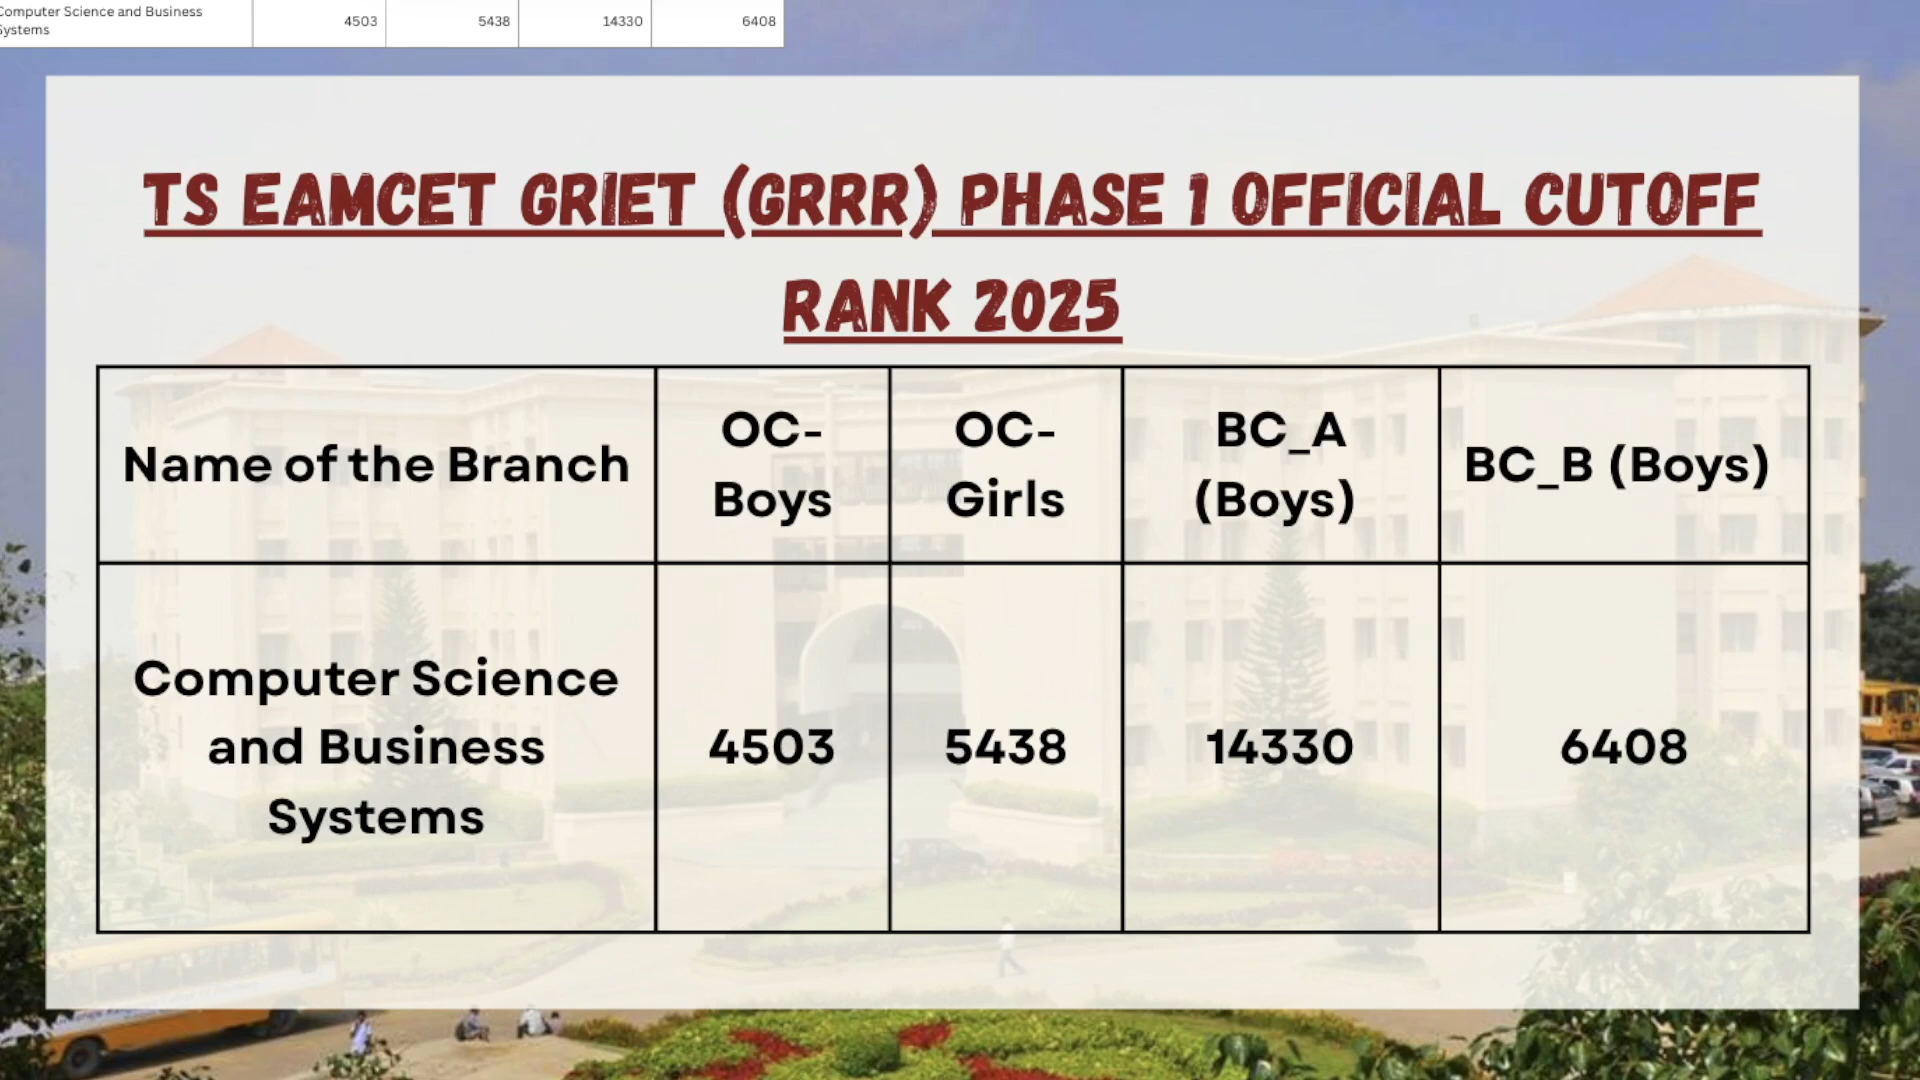 Computer Science and Business
Systems
4503
5438
14330
6408
TS EAMCET GRIET (GRRR) PHASE 1 OFFICIAL CUTOFF
RANK 2025
Name of the Branch
OC-
Boys
OC-
Girls
BC_A
(Boys)
BC_B (Boys)
Computer Science
and Business
Systems
4503
5438
14330
6408